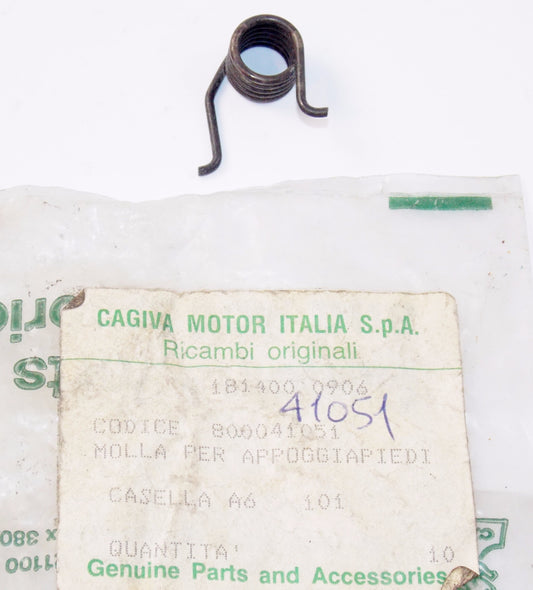 CAGIVA MOTOR ITALIA S.p.A.
Ricambi originali
181400 0906
41051
CODICE 800041051
MOLLA PER APPOGGIAPIEDI
CASELLA A6 101
QUANTITA' 10
Genuine Parts and Accessories